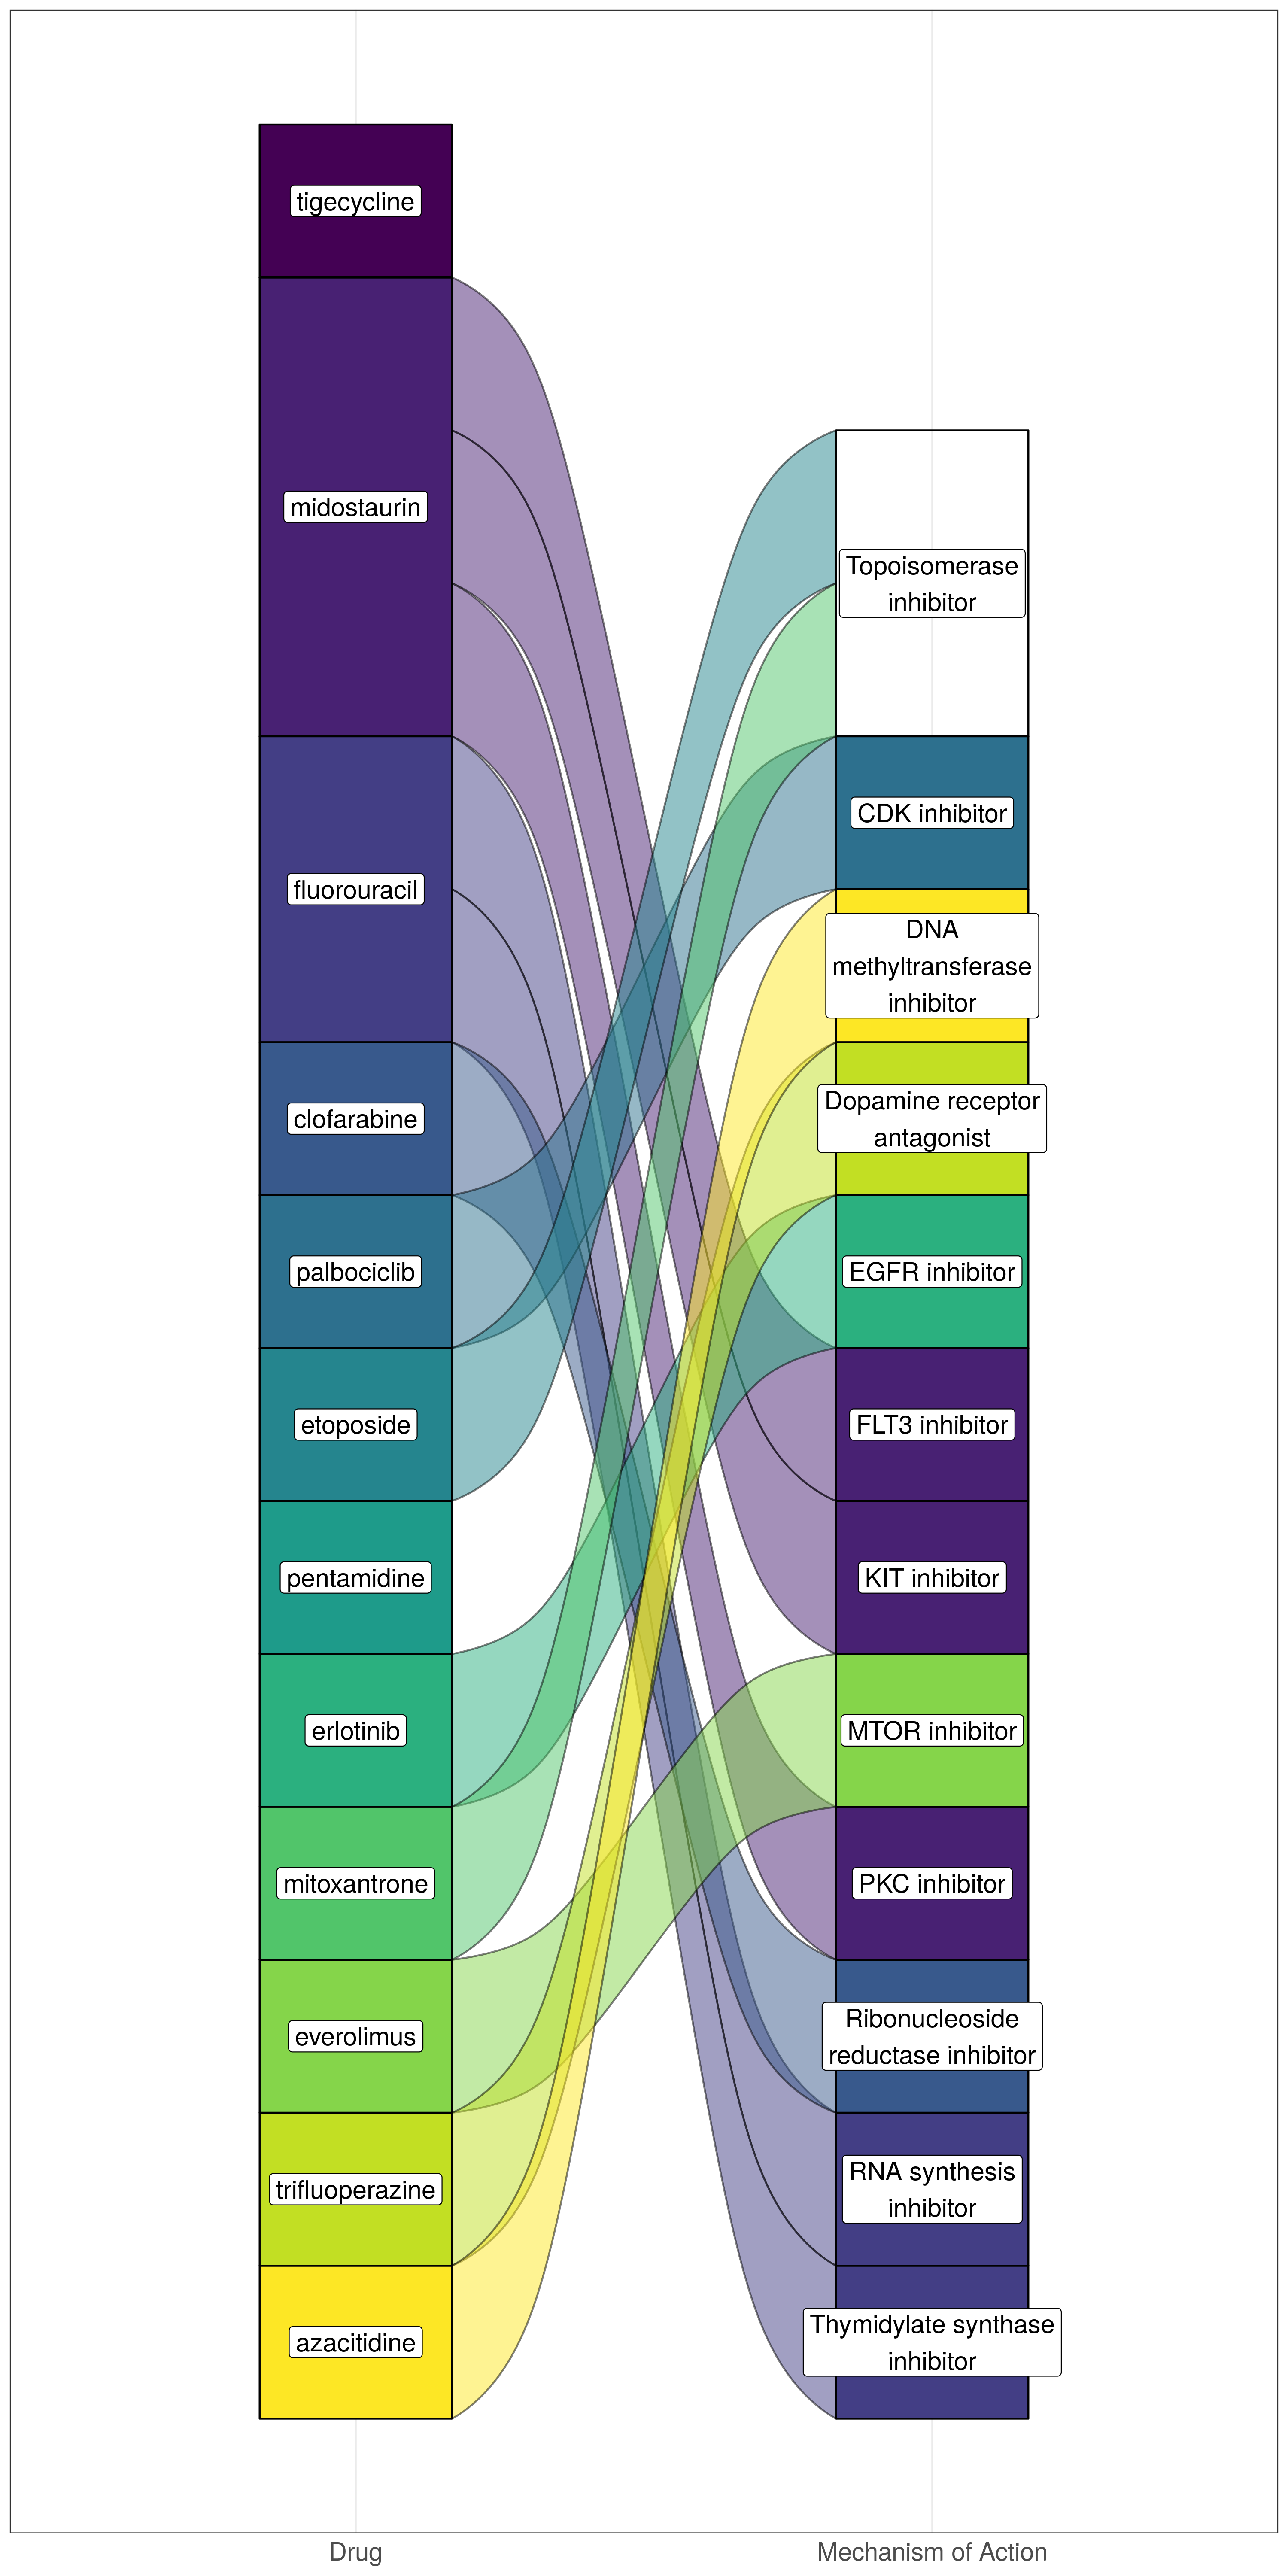 tigecycline
midostaurin
fluorouracil
clofarabine
palbociclib
etoposide
pentamidine
erlotinib
mitoxantrone
everolimus
trifluoperazine
azacitidine
Topoisomerase
inhibitor
CDK inhibitor
DNA
methyltransferase
inhibitor
Dopamine receptor
antagonist
EGFR inhibitor
FLT3 inhibitor
KIT inhibitor
MTOR inhibitor
PKC inhibitor
Ribonucleoside
reductase inhibitor
RNA synthesis
inhibitor
Thymidylate synthase
inhibitor
Drug
Mechanism of Action